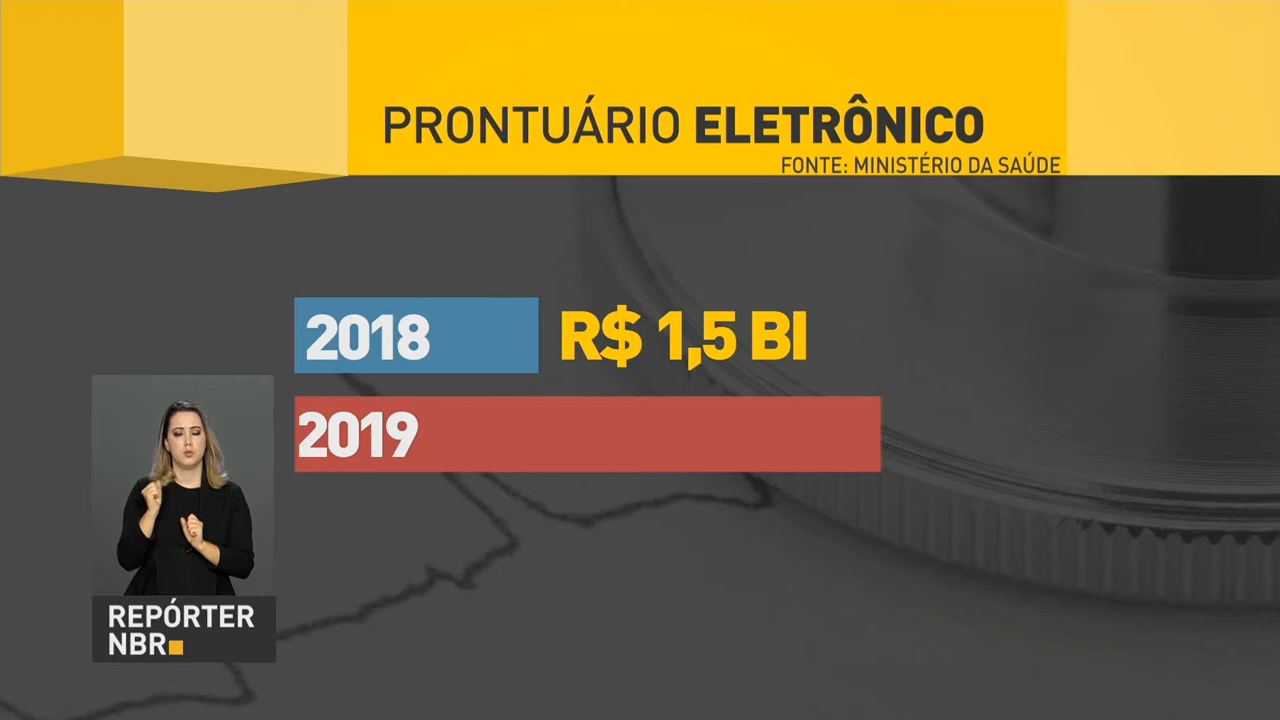 PRONTUÁRIO ELETRÔNICO
FONTE: MINISTÉRIO DA SAÚDE
2018 R$ 1,5 BI
2019
REPÓRTER
NBR